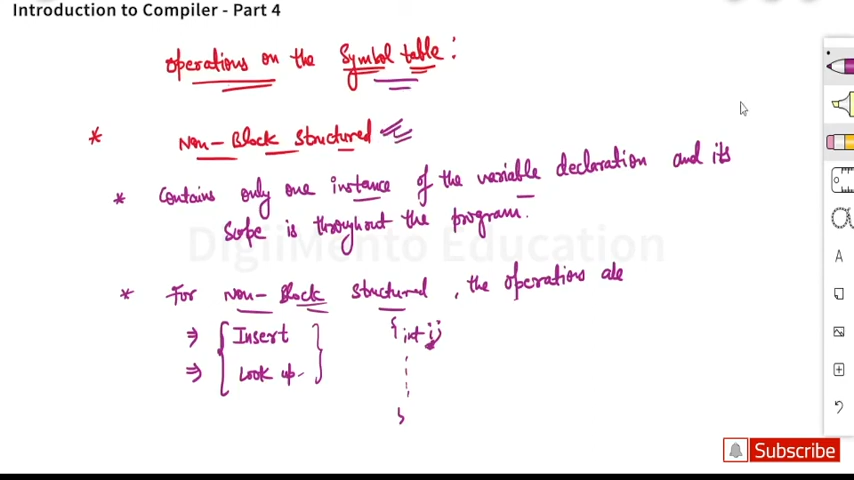 Introduction to Compiler - Part 4
operations on the Symbol table:
* Non-Block Structured
* Contains only one instance of the variable declaration and its
Scope is throughout the program.
DigiiMento Education
* For Non-Block structured, the operations are
⇒ { Insert }
⇒ { Look up }
{ int i;
}
A
Subscribe